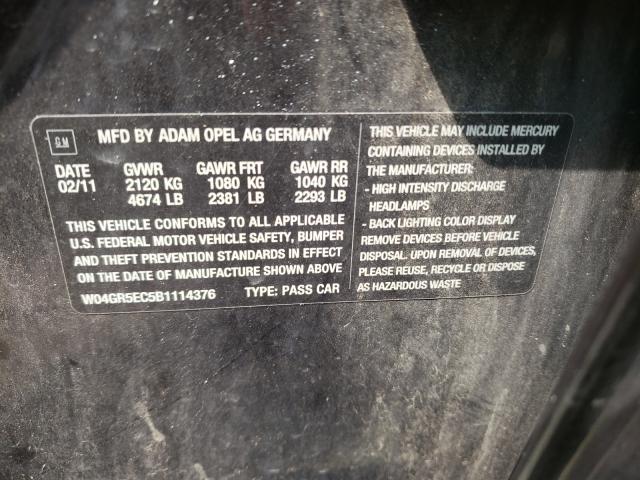 GM
MFD BY ADAM OPEL AG GERMANY
DATE GVWR GAWR FRT GAWR RR
02/11 2120 KG 1080 KG 1040 KG
4674 LB 2381 LB 2293 LB
THIS VEHICLE CONFORMS TO ALL APPLICABLE
U.S. FEDERAL MOTOR VEHICLE SAFETY, BUMPER
AND THEFT PREVENTION STANDARDS IN EFFECT
ON THE DATE OF MANUFACTURE SHOWN ABOVE
W04GR5EC5B1114376 TYPE: PASS CAR
THIS VEHICLE MAY INCLUDE MERCURY
CONTAINING DEVICES INSTALLED BY
THE MANUFACTURER:
- HIGH INTENSITY DISCHARGE
HEADLAMPS
- BACK LIGHTING COLOR DISPLAY
REMOVE DEVICES BEFORE VEHICLE
DISPOSAL. UPON REMOVAL OF DEVICES,
PLEASE REUSE, RECYCLE OR DISPOSE
AS HAZARDOUS WASTE